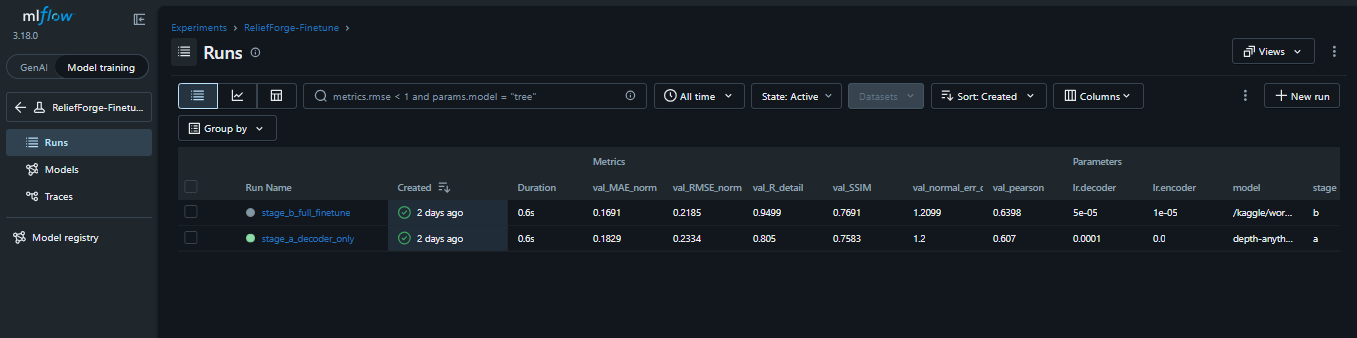 mlflow
3.18.0
GenAI Model training
ReliefForge-Finetu...
Runs
Models
Traces
Model registry
Experiments > ReliefForge-Finetune >
Runs
Views
metrics.rmse < 1 and params.model = "tree"
All time
State: Active
Datasets
Sort: Created
Columns
New run
Group by
Metrics Parameters
Run Name Created Duration val_MAE_norm val_RMSE_norm val_R_detail val_SSIM val_normal_err_c val_pearson lr.decoder lr.encoder model stage
stage_b_full_finetune 2 days ago 0.6s 0.1691 0.2185 0.9499 0.7691 1.2099 0.6398 5e-05 1e-05 /kaggle/wor... b
stage_a_decoder_only 2 days ago 0.6s 0.1829 0.2334 0.805 0.7583 1.2 0.607 0.0001 0.0 depth-anyth... a